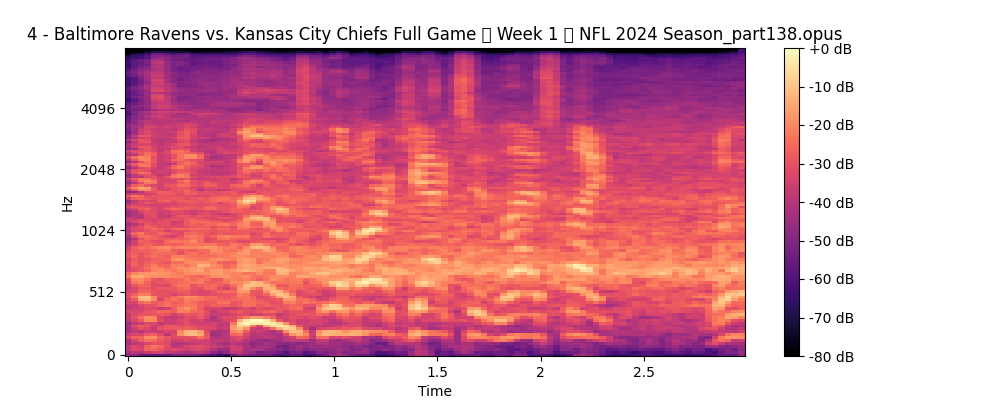 4 - Baltimore Ravens vs. Kansas City Chiefs Full Game ▯ Week 1 ▯ NFL 2024 Season_part138.opus
+0 dB
-10 dB
-20 dB
-30 dB
-40 dB
-50 dB
-60 dB
-70 dB
-80 dB
Hz
4096
2048
1024
512
0
0 0.5 1 1.5 2 2.5
Time